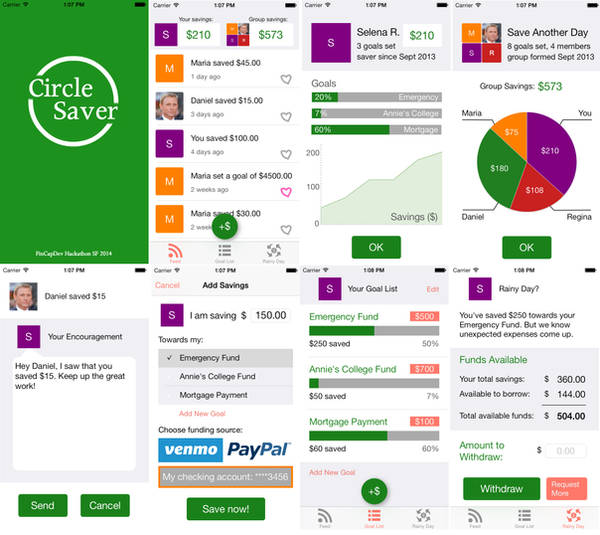 Carrier
1:07 PM
Circle
Saver
FinCapDev Hackathon SF 2014
Carrier
1:07 PM
Your savings:
S
$210
Group savings:
M
S
R
$573
M
Maria saved $45.00
1 day ago
Daniel saved $15.00
3 days ago
S
You saved $100.00
4 days ago
M
Maria set a goal of $4500.00
2 weeks ago
M
Maria saved $30.00
2 weeks
+$
Feed
Goal List
Rainy Day
Carrier
1:07 PM
S
Selena R.
$210
3 goals set
saver since Sept 2013
Goals
20%
Emergency
7%
Annie's College
60%
Mortgage
200
100
0
Savings ($)
OK
Carrier
1:07 PM
M
S
R
Save Another Day
8 goals set, 4 members
group formed Sept 2013
Group Savings: $573
Maria
You
$75
$210
$180
$108
Daniel
Regina
OK
Carrier
1:07 PM
Daniel saved $15
S
Your Encouragement
Hey Daniel, I saw that you
saved $15. Keep up the great
work!
Send
Cancel
Carrier
1:07 PM
Cancel
Add Savings
S
I am saving $ 150.00
Towards my:
✓ Emergency Fund
Annie's College Fund
Mortgage Payment
Add New Goal
Choose funding source:
venmo
PayPal
My checking account: ****3456
Save now!
Carrier
1:08 PM
S
Your Goal List
Edit
Emergency Fund
$500
$250 saved
50%
Annie's College Fund
$700
$50 saved
7%
Mortgage Payment
$100
$60 saved
60%
Add New Goal
+$
Feed
Goal List
Rainy Day
Carrier
1:08 PM
S
Rainy Day?
You've saved $250 towards your
Emergency Fund. But we know
unexpected expenses come up.
Funds Available
Your total savings: $ 360.00
Available to borrow: $ 144.00
Total available funds: $ 504.00
Amount to
Withdraw:
$ 0.00
Withdraw
Request
More
Feed
Goal List
Rainy Day